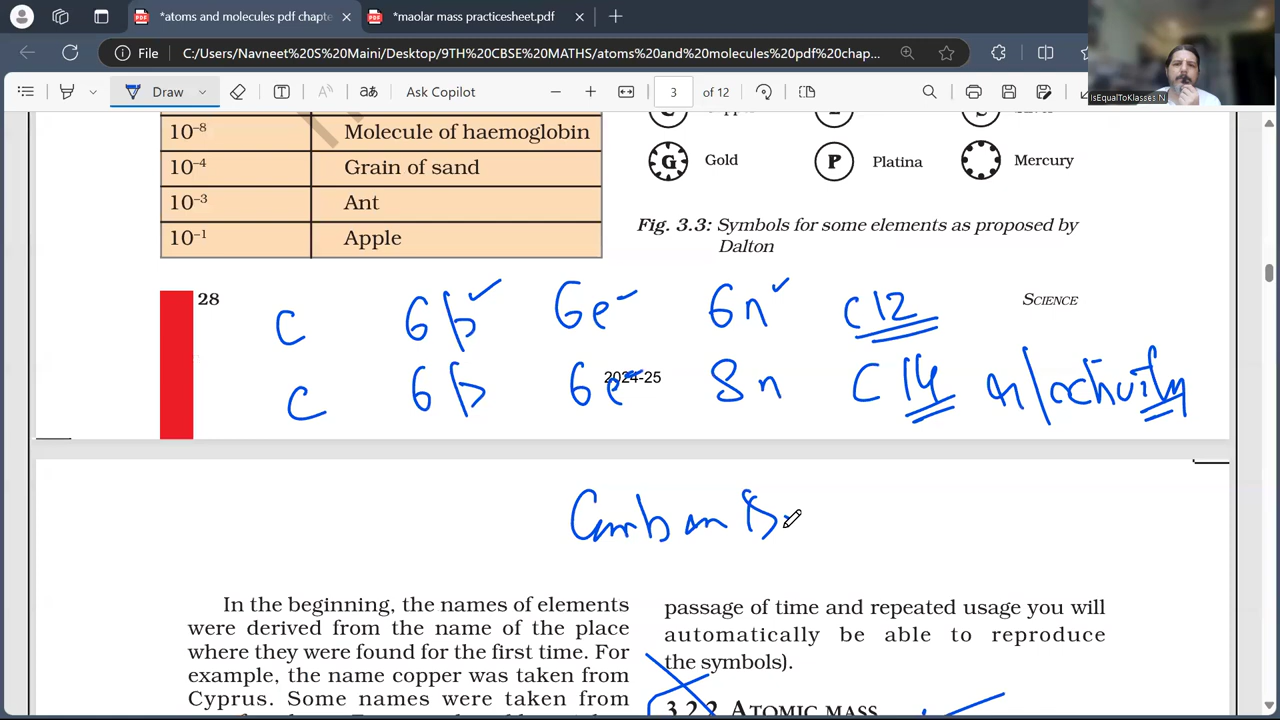 *atoms and molecules pdf chapte
*maolar mass practicesheet.pdf
File C:/Users/Navneet%20S%20Maini/Desktop/9TH%20CBSE%20MATHS/atoms%20and%20molecules%20pdf%20chap...
Draw
Ask Copilot
3 of 12
IsEqualToKlasses N
10–8 Molecule of haemoglobin
10–4 Grain of sand
10–3 Ant
10–1 Apple
G Gold
P Platina
Mercury
Fig. 3.3: Symbols for some elements as proposed by
Dalton
28
SCIENCE
C 6p 6e– 6n C12
2024-25
C 6p 6e– 8n C14 r/activity
Carbon
In the beginning, the names of elements
were derived from the name of the place
where they were found for the first time. For
example, the name copper was taken from
Cyprus. Some names were taken from
passage of time and repeated usage you will
automatically be able to reproduce
the symbols).
3.2.2 ATOMIC MASS